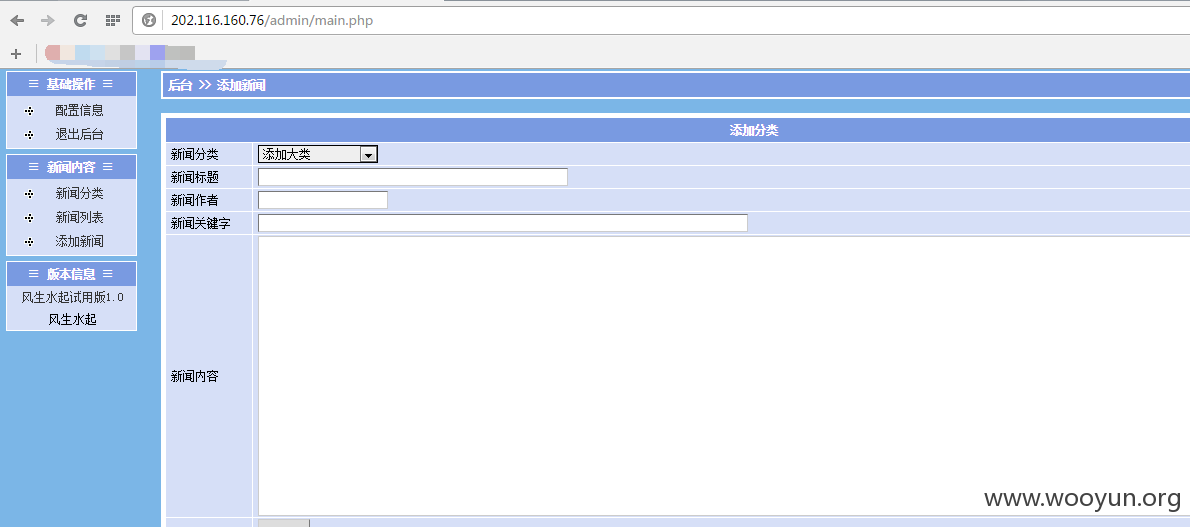 202.116.160.76/admin/main.php
基础操作
配置信息
退出后台
新闻内容
新闻分类
新闻列表
添加新闻
版本信息
风生水起试用版1.0
风生水起
后台 >> 添加新闻
添加分类
新闻分类 添加大类
新闻标题
新闻作者
新闻关键字
新闻内容
www.wooyun.org